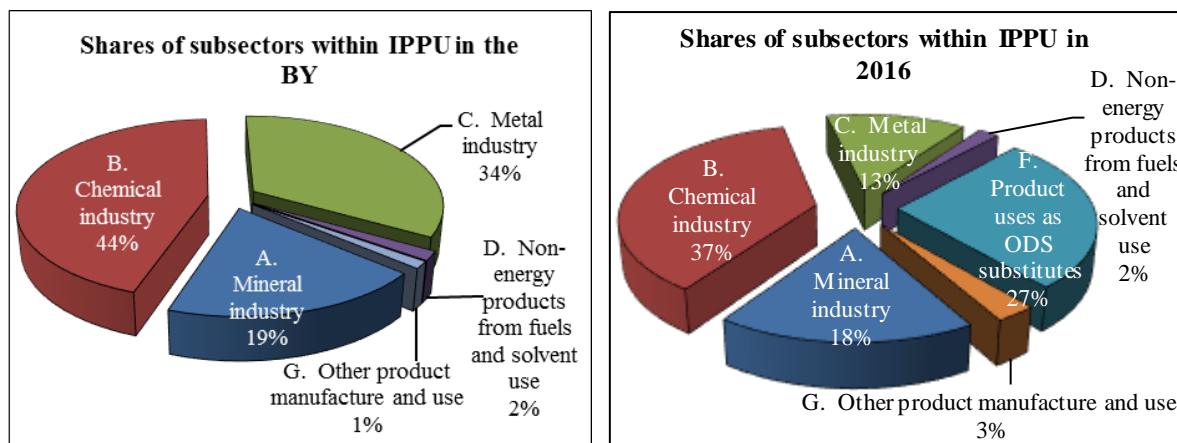 Shares of subsectors within IPPU in the
BY
C. Metal
industry
34%
B.
Chemical
industry
44%
A.
Mineral
industry
19%
D. Non-
energy
products
from fuels
and solvent
use
2%
G. Other product
manufacture and use
1%
Shares of subsectors within IPPU in
2016
D. Non-
energy
products
from fuels
and
solvent
use
2%
C. Metal
industry
13%
B.
Chemical
industry
37%
F.
Product
uses as
ODS
substitutes
27%
A.
Mineral
industry
18%
G. Other product manufacture and use
3%